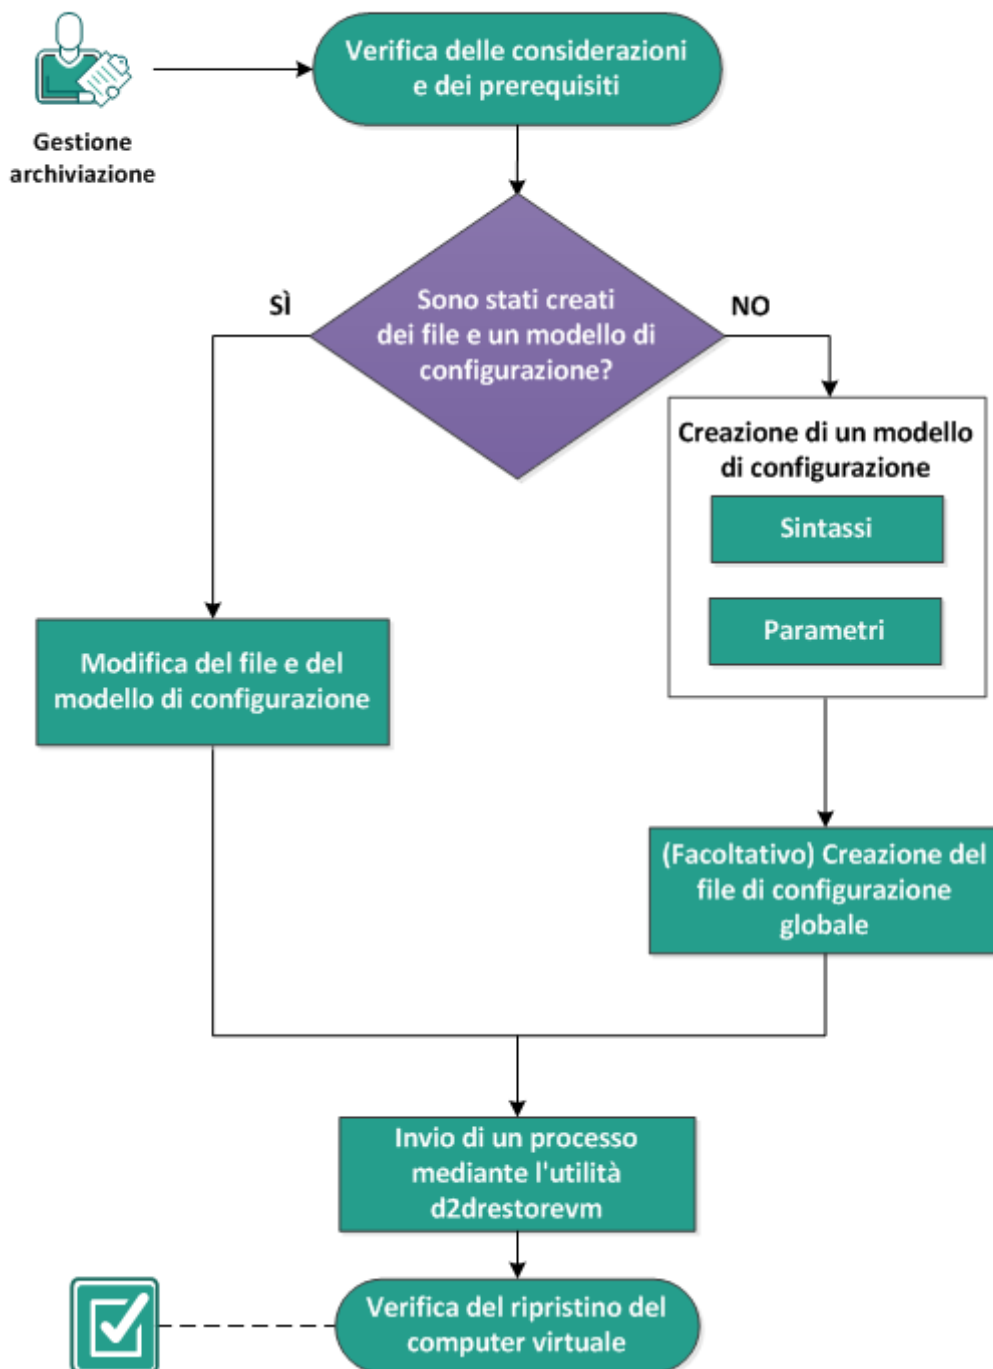 Gestione
archiviazione
Verifica delle considerazioni
e dei prerequisiti
Sono stati creati
dei file e un modello di
configurazione?
SÌ
NO
Creazione di un modello
di configurazione
Sintassi
Parametri
Modifica del file e del
modello di configurazione
(Facoltativo) Creazione del
file di configurazione
globale
Invio di un processo
mediante l'utilità
d2drestorevm
Verifica del ripristino del
computer virtuale